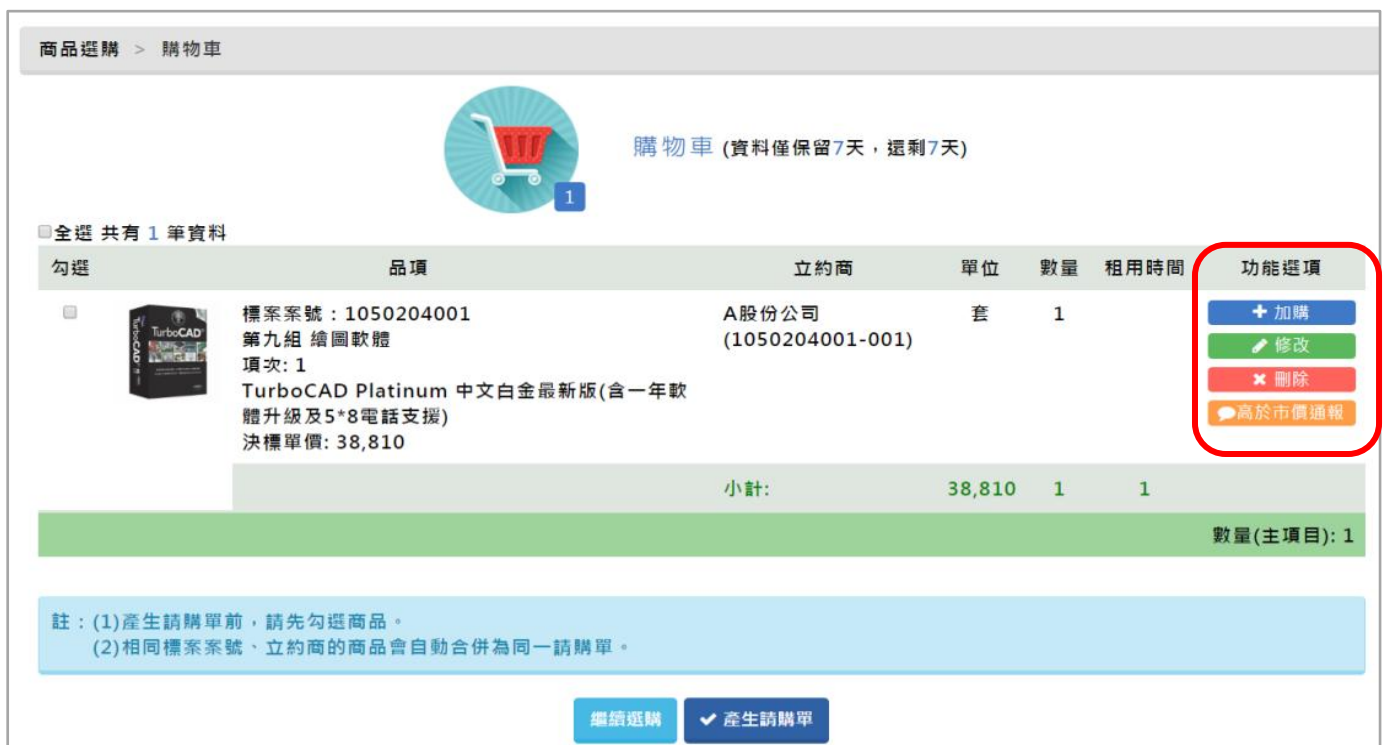 商品選購 > 購物車
購物車 (資料僅保留7天，還剩7天)
1
全選 共有 1 筆資料
勾選 品項 立約商 單位 數量 租用時間 功能選項
標案案號：1050204001 A股份公司 套 1 加購
第九組 繪圖軟體 (1050204001-001) 修改
項次: 1 刪除
TurboCAD Platinum 中文白金最新版(含一年軟
體升級及5*8電話支援) 高於市價通報
決標單價: 38,810
TurboCAD
TurboCAD
小計: 38,810 1 1
數量(主項目): 1
註：(1)產生請購單前，請先勾選商品。
(2)相同標案案號、立約商的商品會自動合併為同一請購單。
繼續選購 產生請購單